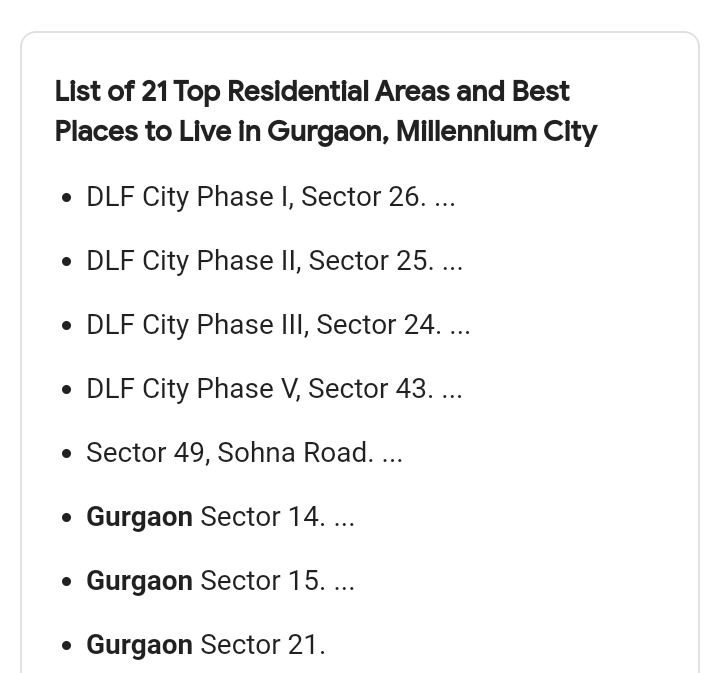 List of 21 Top Residential Areas and Best
Places to Live in Gurgaon, Millennium City
• DLF City Phase I, Sector 26. ...
• DLF City Phase II, Sector 25. ...
• DLF City Phase III, Sector 24. ...
• DLF City Phase V, Sector 43. ...
• Sector 49, Sohna Road. ...
• Gurgaon Sector 14. ...
• Gurgaon Sector 15. ...
• Gurgaon Sector 21.